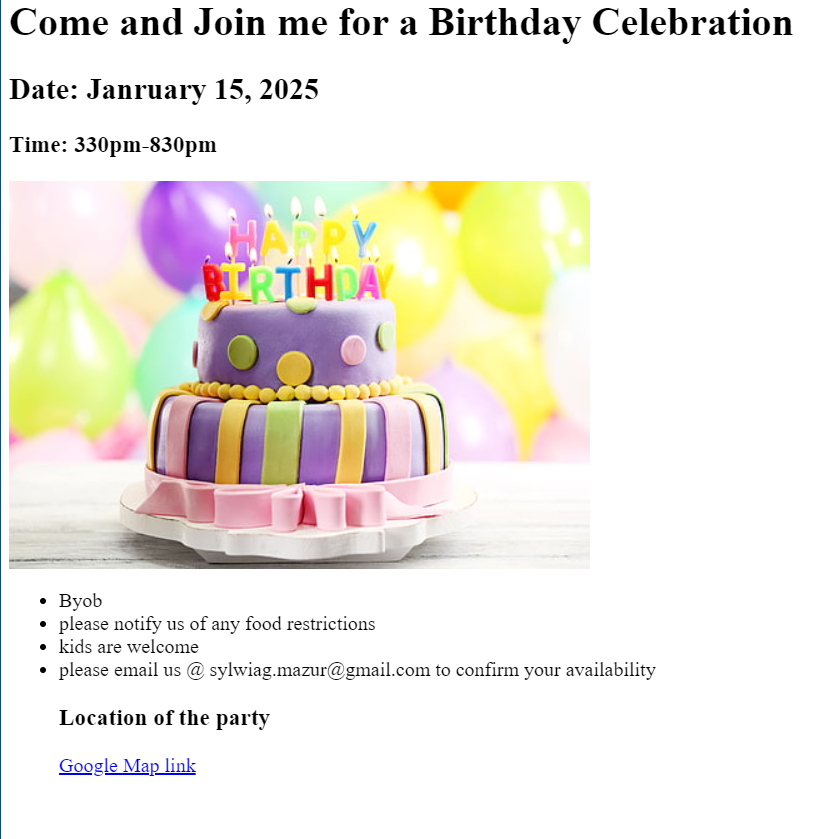 Come and Join me for a Birthday Celebration
Date: Janruary 15, 2025
Time: 330pm-830pm
HAPPY
BIRTHDAY
Byob
please notify us of any food restrictions
kids are welcome
please email us @ sylwiag.mazur@gmail.com to confirm your availability
Location of the party
Google Map link